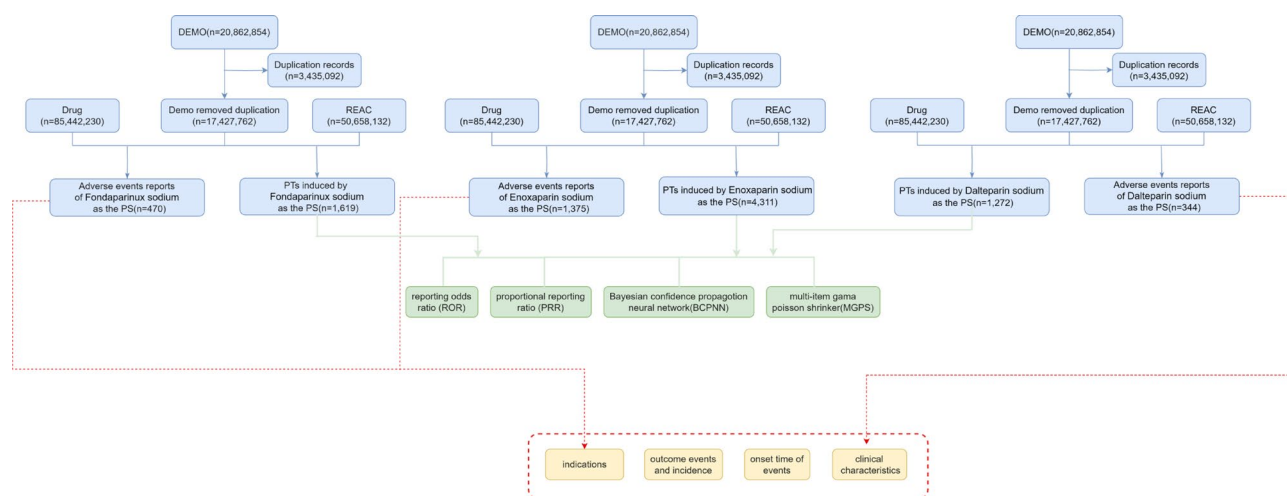 DEMO(n=20,862,854)
Duplication records
(n=3,435,092)
Drug
(n=85,442,230)
Demo removed duplication
(n=17,427,762)
REAC
(n=50,658,132)
Adverse events reports
of Fondaparinux sodium
as the PS(n=470)
PTs induced by
Fondaparinux sodium
as the PS(n=1,619)
DEMO(n=20,862,854)
Duplication records
(n=3,435,092)
Drug
(n=85,442,230)
Demo removed duplication
(n=17,427,762)
REAC
(n=50,658,132)
Adverse events reports
of Enoxaparin sodium
as the PS(n=1,375)
PTs induced by Enoxaparin sodium
as the PS(n=4,311)
DEMO(n=20,862,854)
Duplication records
(n=3,435,092)
Drug
(n=85,442,230)
Demo removed duplication
(n=17,427,762)
REAC
(n=50,658,132)
PTs induced by Dalteparin sodium
as the PS(n=1,272)
Adverse events reports
of Dalteparin sodium
as the PS(n=344)
reporting odds
ratio (ROR)
proportional reporting
ratio (PRR)
Bayesian confidence propagotion
neural network(BCPNN)
multi-item gama
poisson shrinker(MGPS)
indications
outcome events
and incidence
onset time of
events
clinical
characteristics